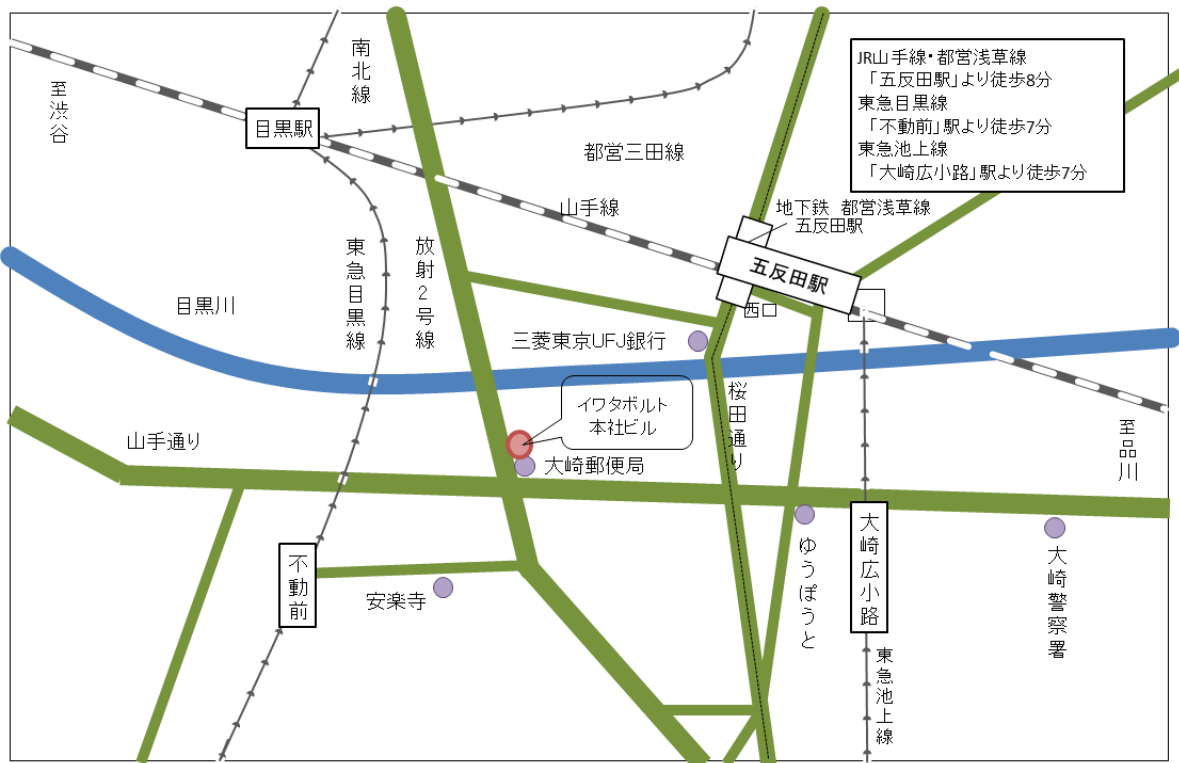 JR山手線・都営浅草線
「五反田駅」より徒歩8分
東急目黒線
「不動前」駅より徒歩7分
東急池上線
「大崎広小路」駅より徒歩7分
南北線
至渋谷
目黒駅
都営三田線
山手線
地下鉄 都営浅草線
五反田駅
五反田駅
西口
東急目黒線
放射2号線
目黒川
三菱東京UFJ銀行
イワタボルト
本社ビル
桜田通り
至品川
山手通り
大崎郵便局
不動前
安楽寺
ゆうぽうと
大崎広小路
大崎警察署
東急池上線